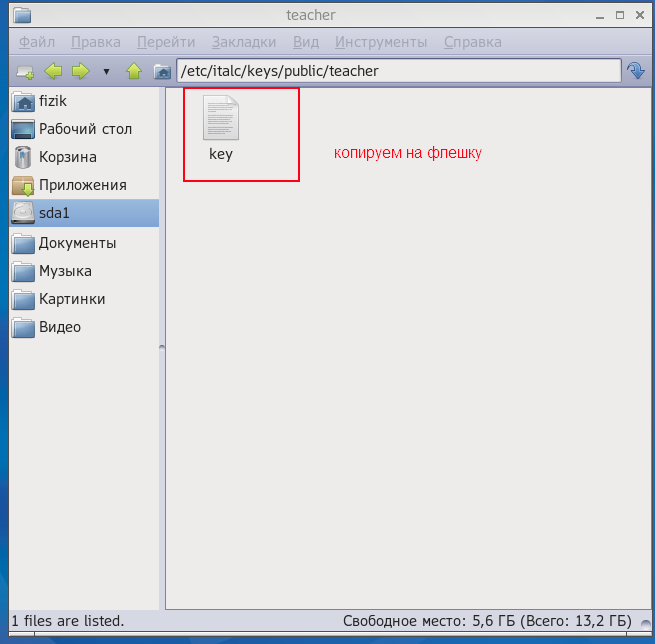 teacher
Файл Правка Перейти Закладки Вид Инструменты Справка
/etc/italc/keys/public/teacher
fizik
Рабочий стол
Корзина
Приложения
sda1
Документы
Музыка
Картинки
Видео
key
копируем на флешку
1 files are listed.
Свободное место: 5,6 ГБ (Всего: 13,2 ГБ)